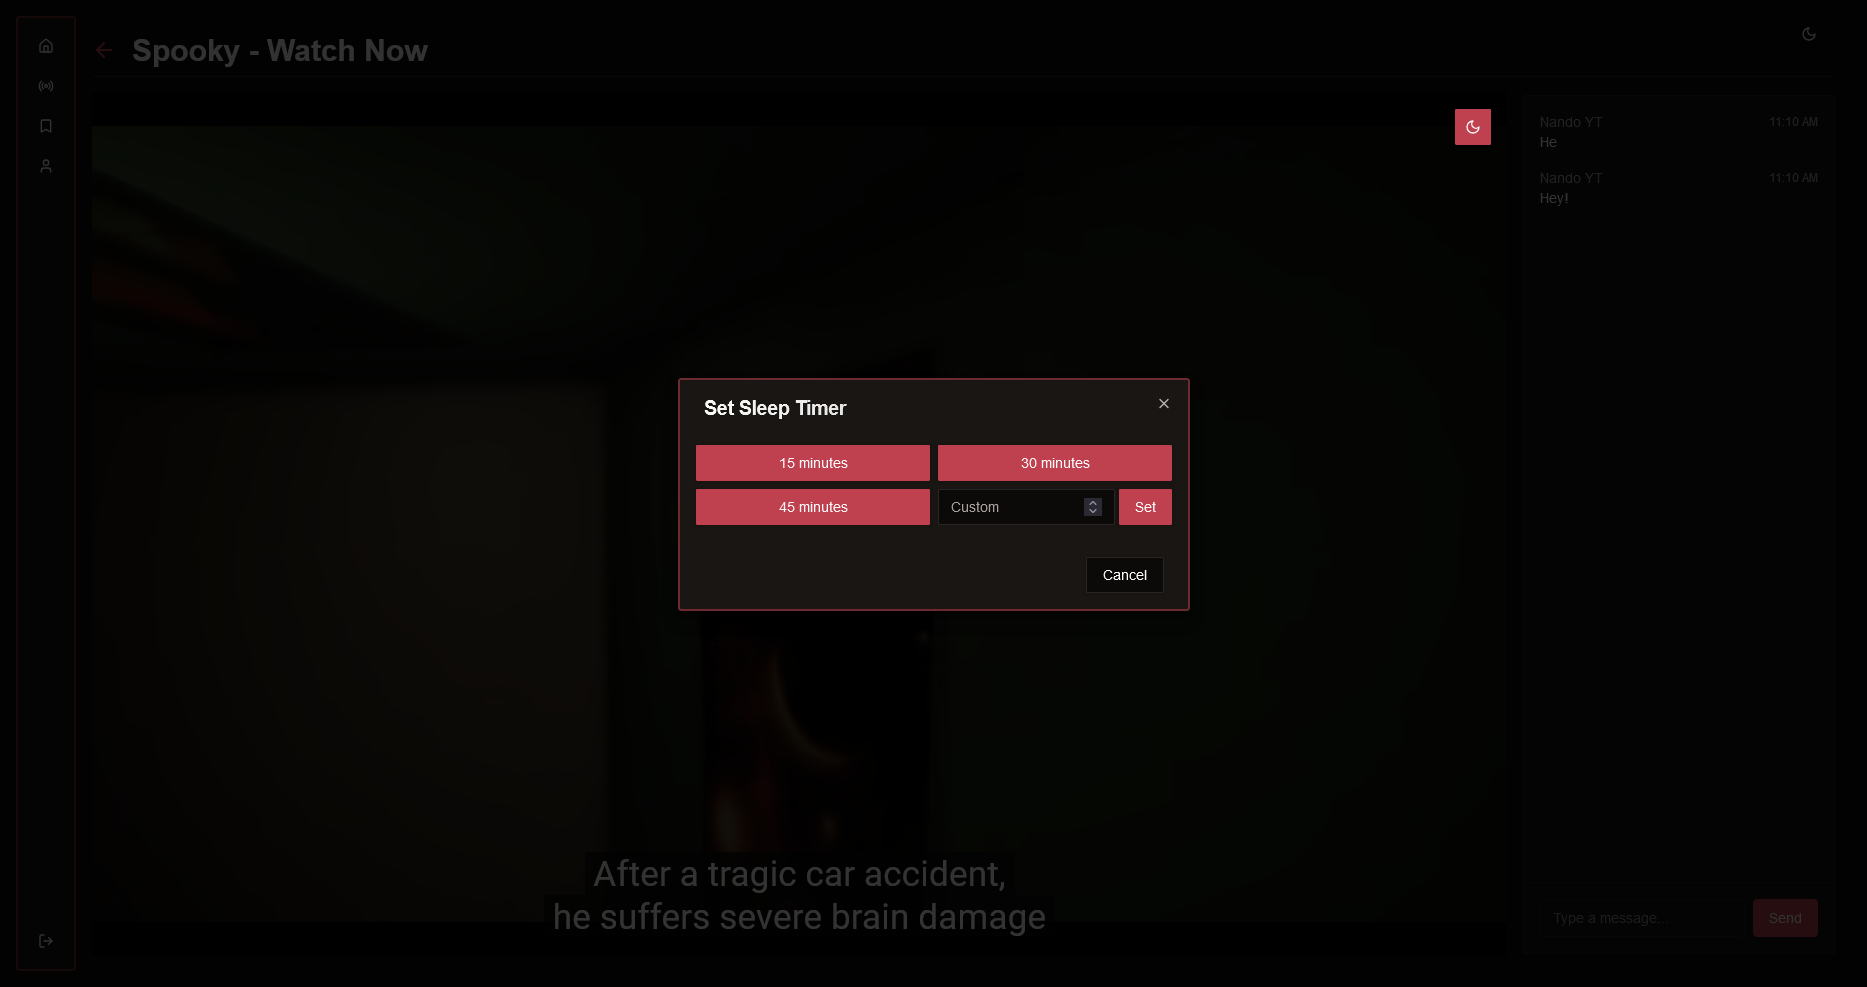 Spooky - Watch Now
Nando YT 11:10 AM
He
Nando YT 11:10 AM
Hey!
Set Sleep Timer
15 minutes
30 minutes
45 minutes
Custom
Set
Cancel
After a tragic car accident,
he suffers severe brain damage
Type a message...
Send